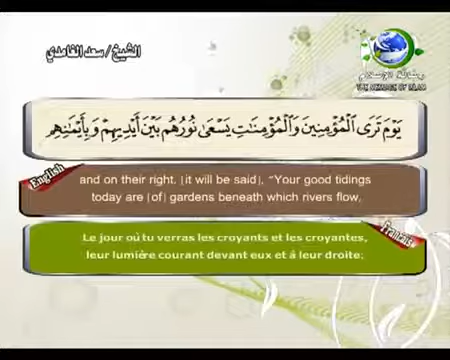 الشيخ / سعد الغامدي
رسالة الإسلام
THE MESSAGE OF ISLAM
يَوْمَ تَرَى الْمُؤْمِنِينَ وَالْمُؤْمِنَٰتِ يَسْعَىٰ نُورُهُم بَيْنَ أَيْدِيهِمْ وَبِأَيْمَٰنِهِم
English
and on their right, [it will be said], “Your good tidings
today are [of] gardens beneath which rivers flow,
Français
Le jour où tu verras les croyants et les croyantes,
leur lumière courant devant eux et à leur droite;